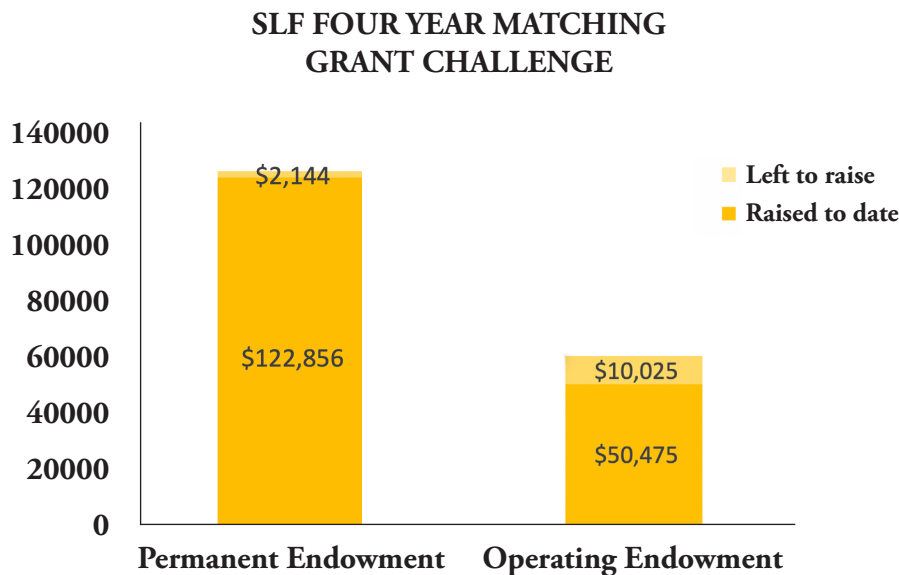 SLF FOUR YEAR MATCHING
GRANT CHALLENGE
140000
120000
100000
80000
60000
40000
20000
0
$2,144
$122,856
$10,025
$50,475
Left to raise
Raised to date
Permanent Endowment
Operating Endowment